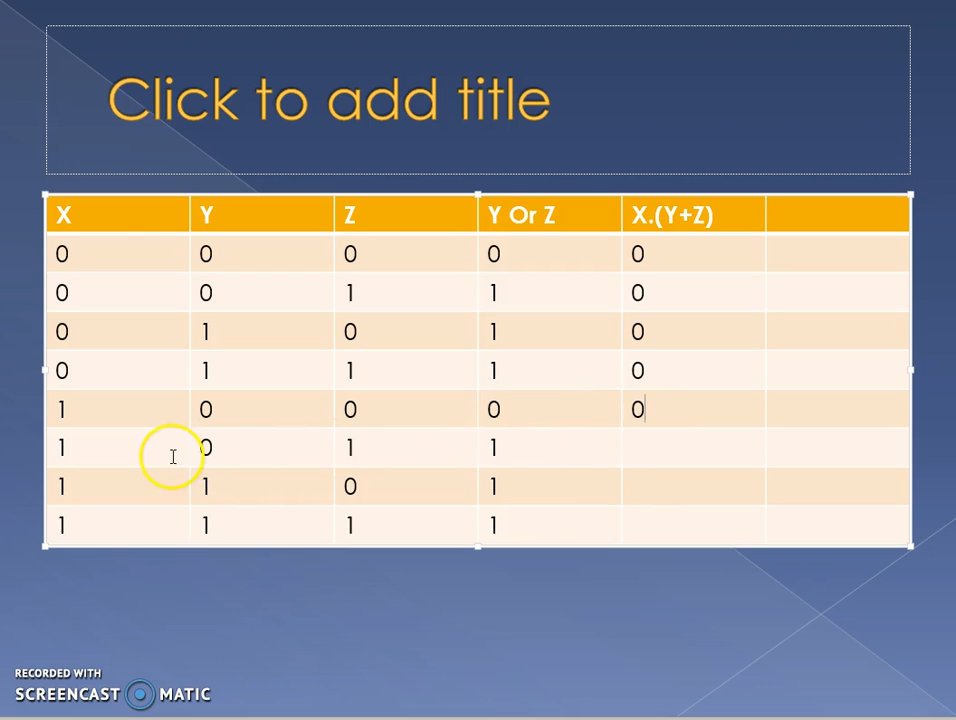 Click to add title
X Y Z Y Or Z X.(Y+Z)
0 0 0 0 0
0 0 1 1 0
0 1 0 1 0
0 1 1 1 0
1 0 0 0 0
1 0 1 1
1 1 0 1
1 1 1 1
RECORDED WITH
SCREENCAST MATIC